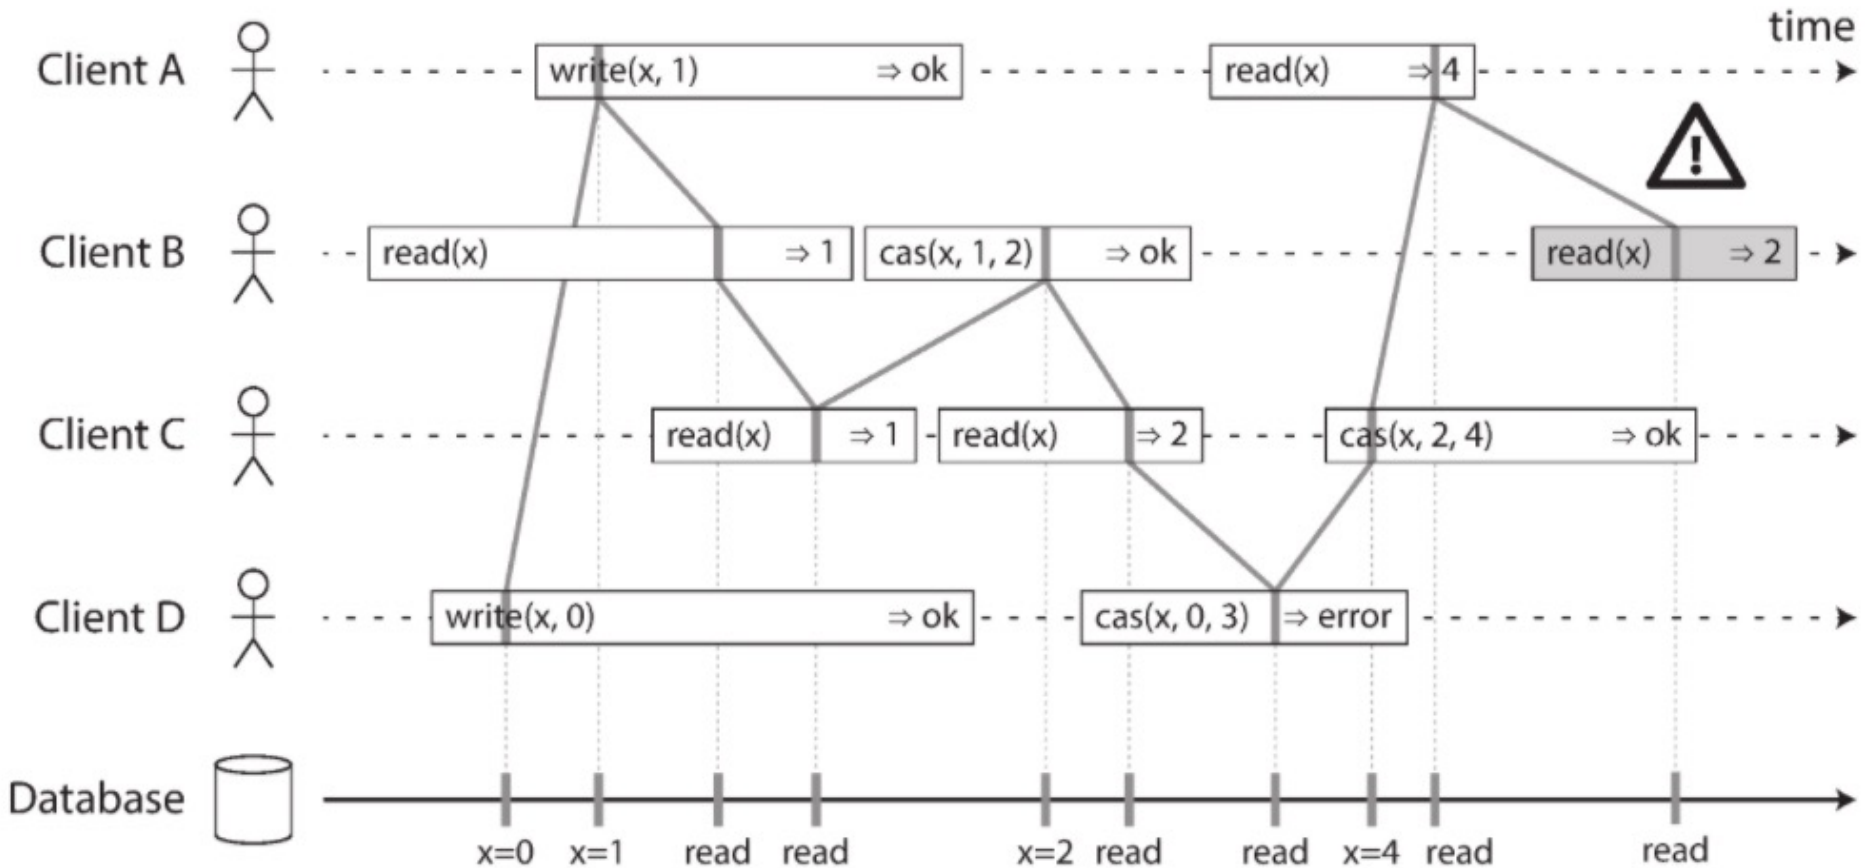 time
Client A write(x, 1) ⇒ ok read(x) ⇒ 4
!
Client B read(x) ⇒ 1 cas(x, 1, 2) ⇒ ok read(x) ⇒ 2
Client C read(x) ⇒ 1 read(x) ⇒ 2 cas(x, 2, 4) ⇒ ok
Client D write(x, 0) ⇒ ok cas(x, 0, 3) ⇒ error
Database
x=0 x=1 read read x=2 read read x=4 read read